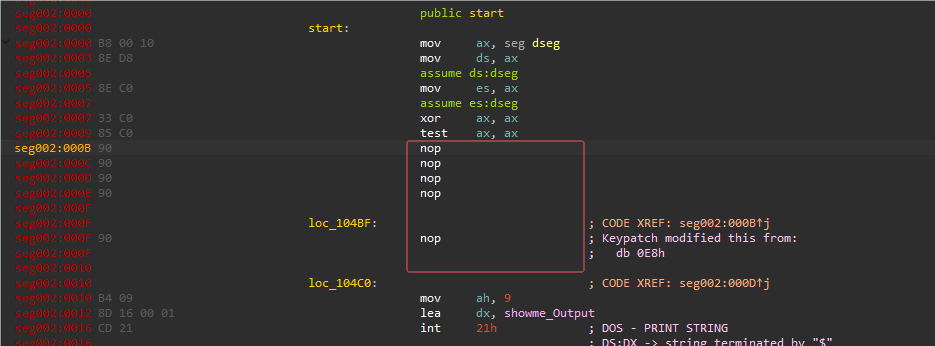 seg002:0000
seg002:0000 public start
seg002:0000 start:
seg002:0000 B8 00 10 mov ax, seg dseg
seg002:0003 8E D8 mov ds, ax
seg002:0005 assume ds:dseg
seg002:0005 8E C0 mov es, ax
seg002:0007 assume es:dseg
seg002:0007 33 C0 xor ax, ax
seg002:0009 85 C0 test ax, ax
seg002:000B 90 nop
seg002:000C 90 nop
seg002:000D 90 nop
seg002:000E 90 nop
seg002:000F
seg002:000F loc_104BF: ; CODE XREF: seg002:000B↑j
seg002:000F 90 nop ; Keypatch modified this from:
seg002:000F ; db 0E8h
seg002:0010
seg002:0010 loc_104C0: ; CODE XREF: seg002:000D↑j
seg002:0010 B4 09 mov ah, 9
seg002:0012 8D 16 00 01 lea dx, showme_Output
seg002:0016 CD 21 int 21h ; DOS - PRINT STRING
seg002:0016 ; DS:DX -> string terminated by "$"